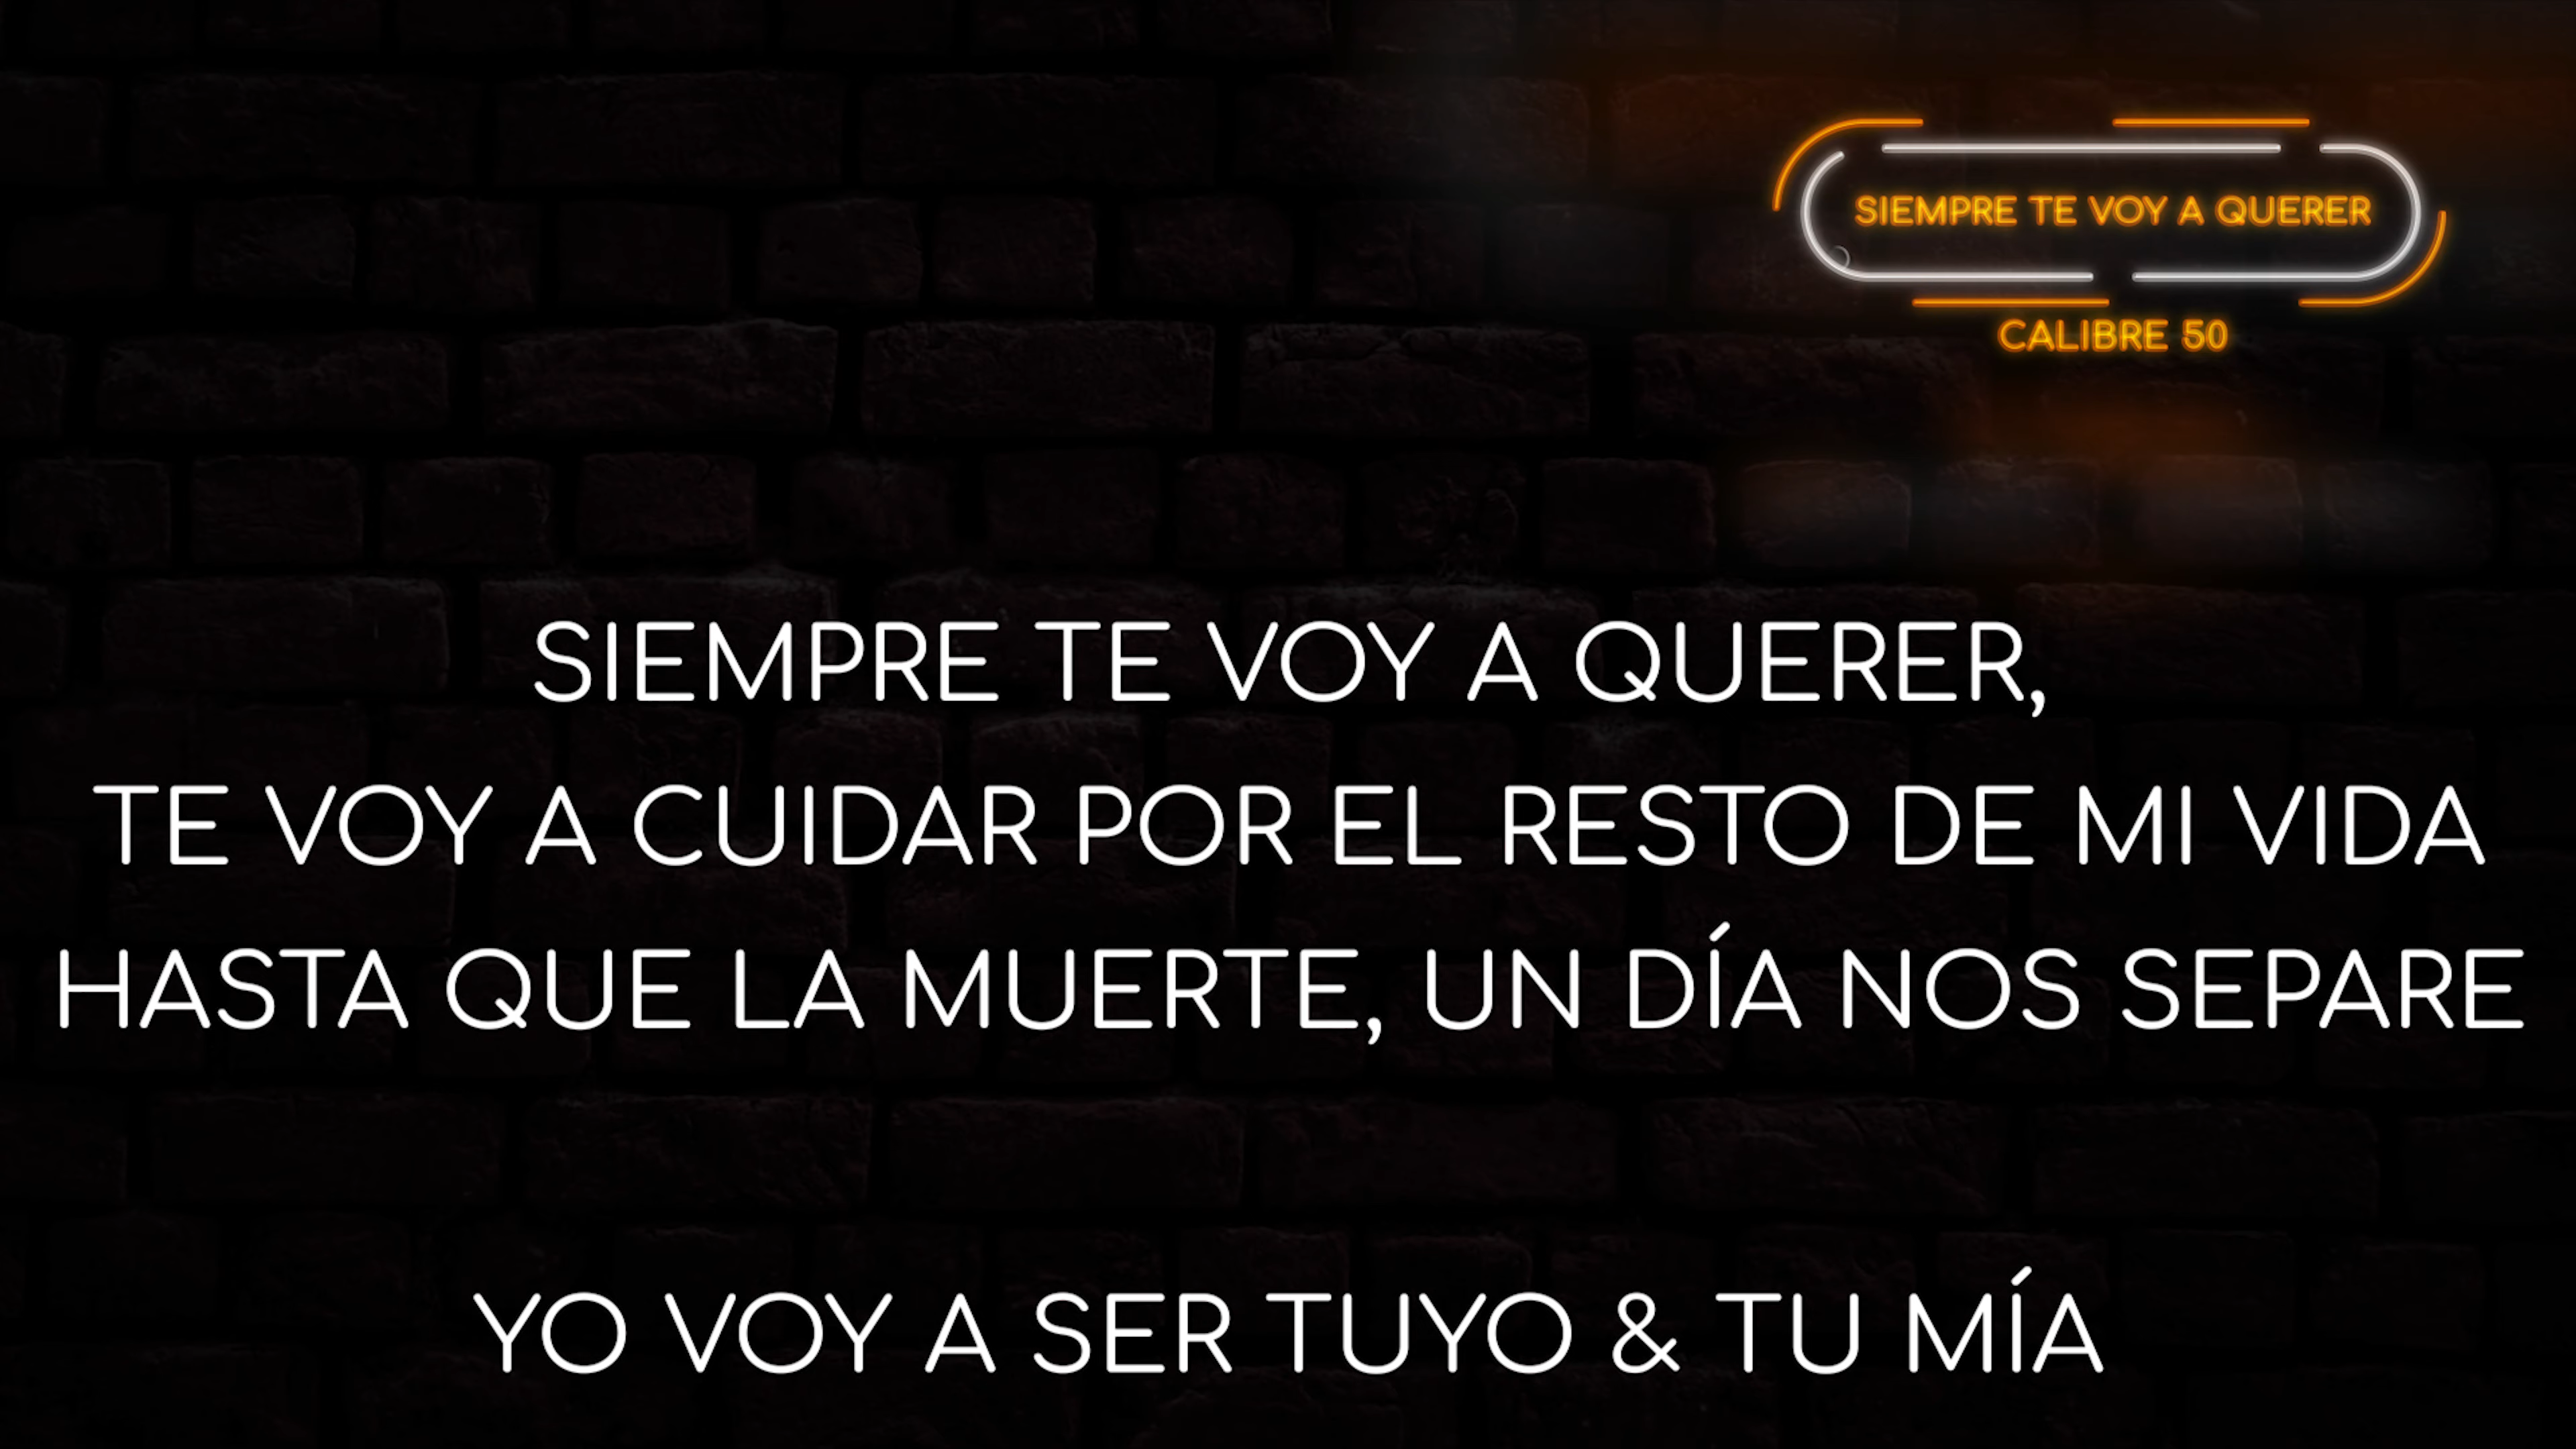 SIEMPRE TE VOY A QUERER
CALIBRE 50
SIEMPRE TE VOY A QUERER,
TE VOY A CUIDAR POR EL RESTO DE MI VIDA
HASTA QUE LA MUERTE, UN DÍA NOS SEPARE
YO VOY A SER TUYO & TU MÍA